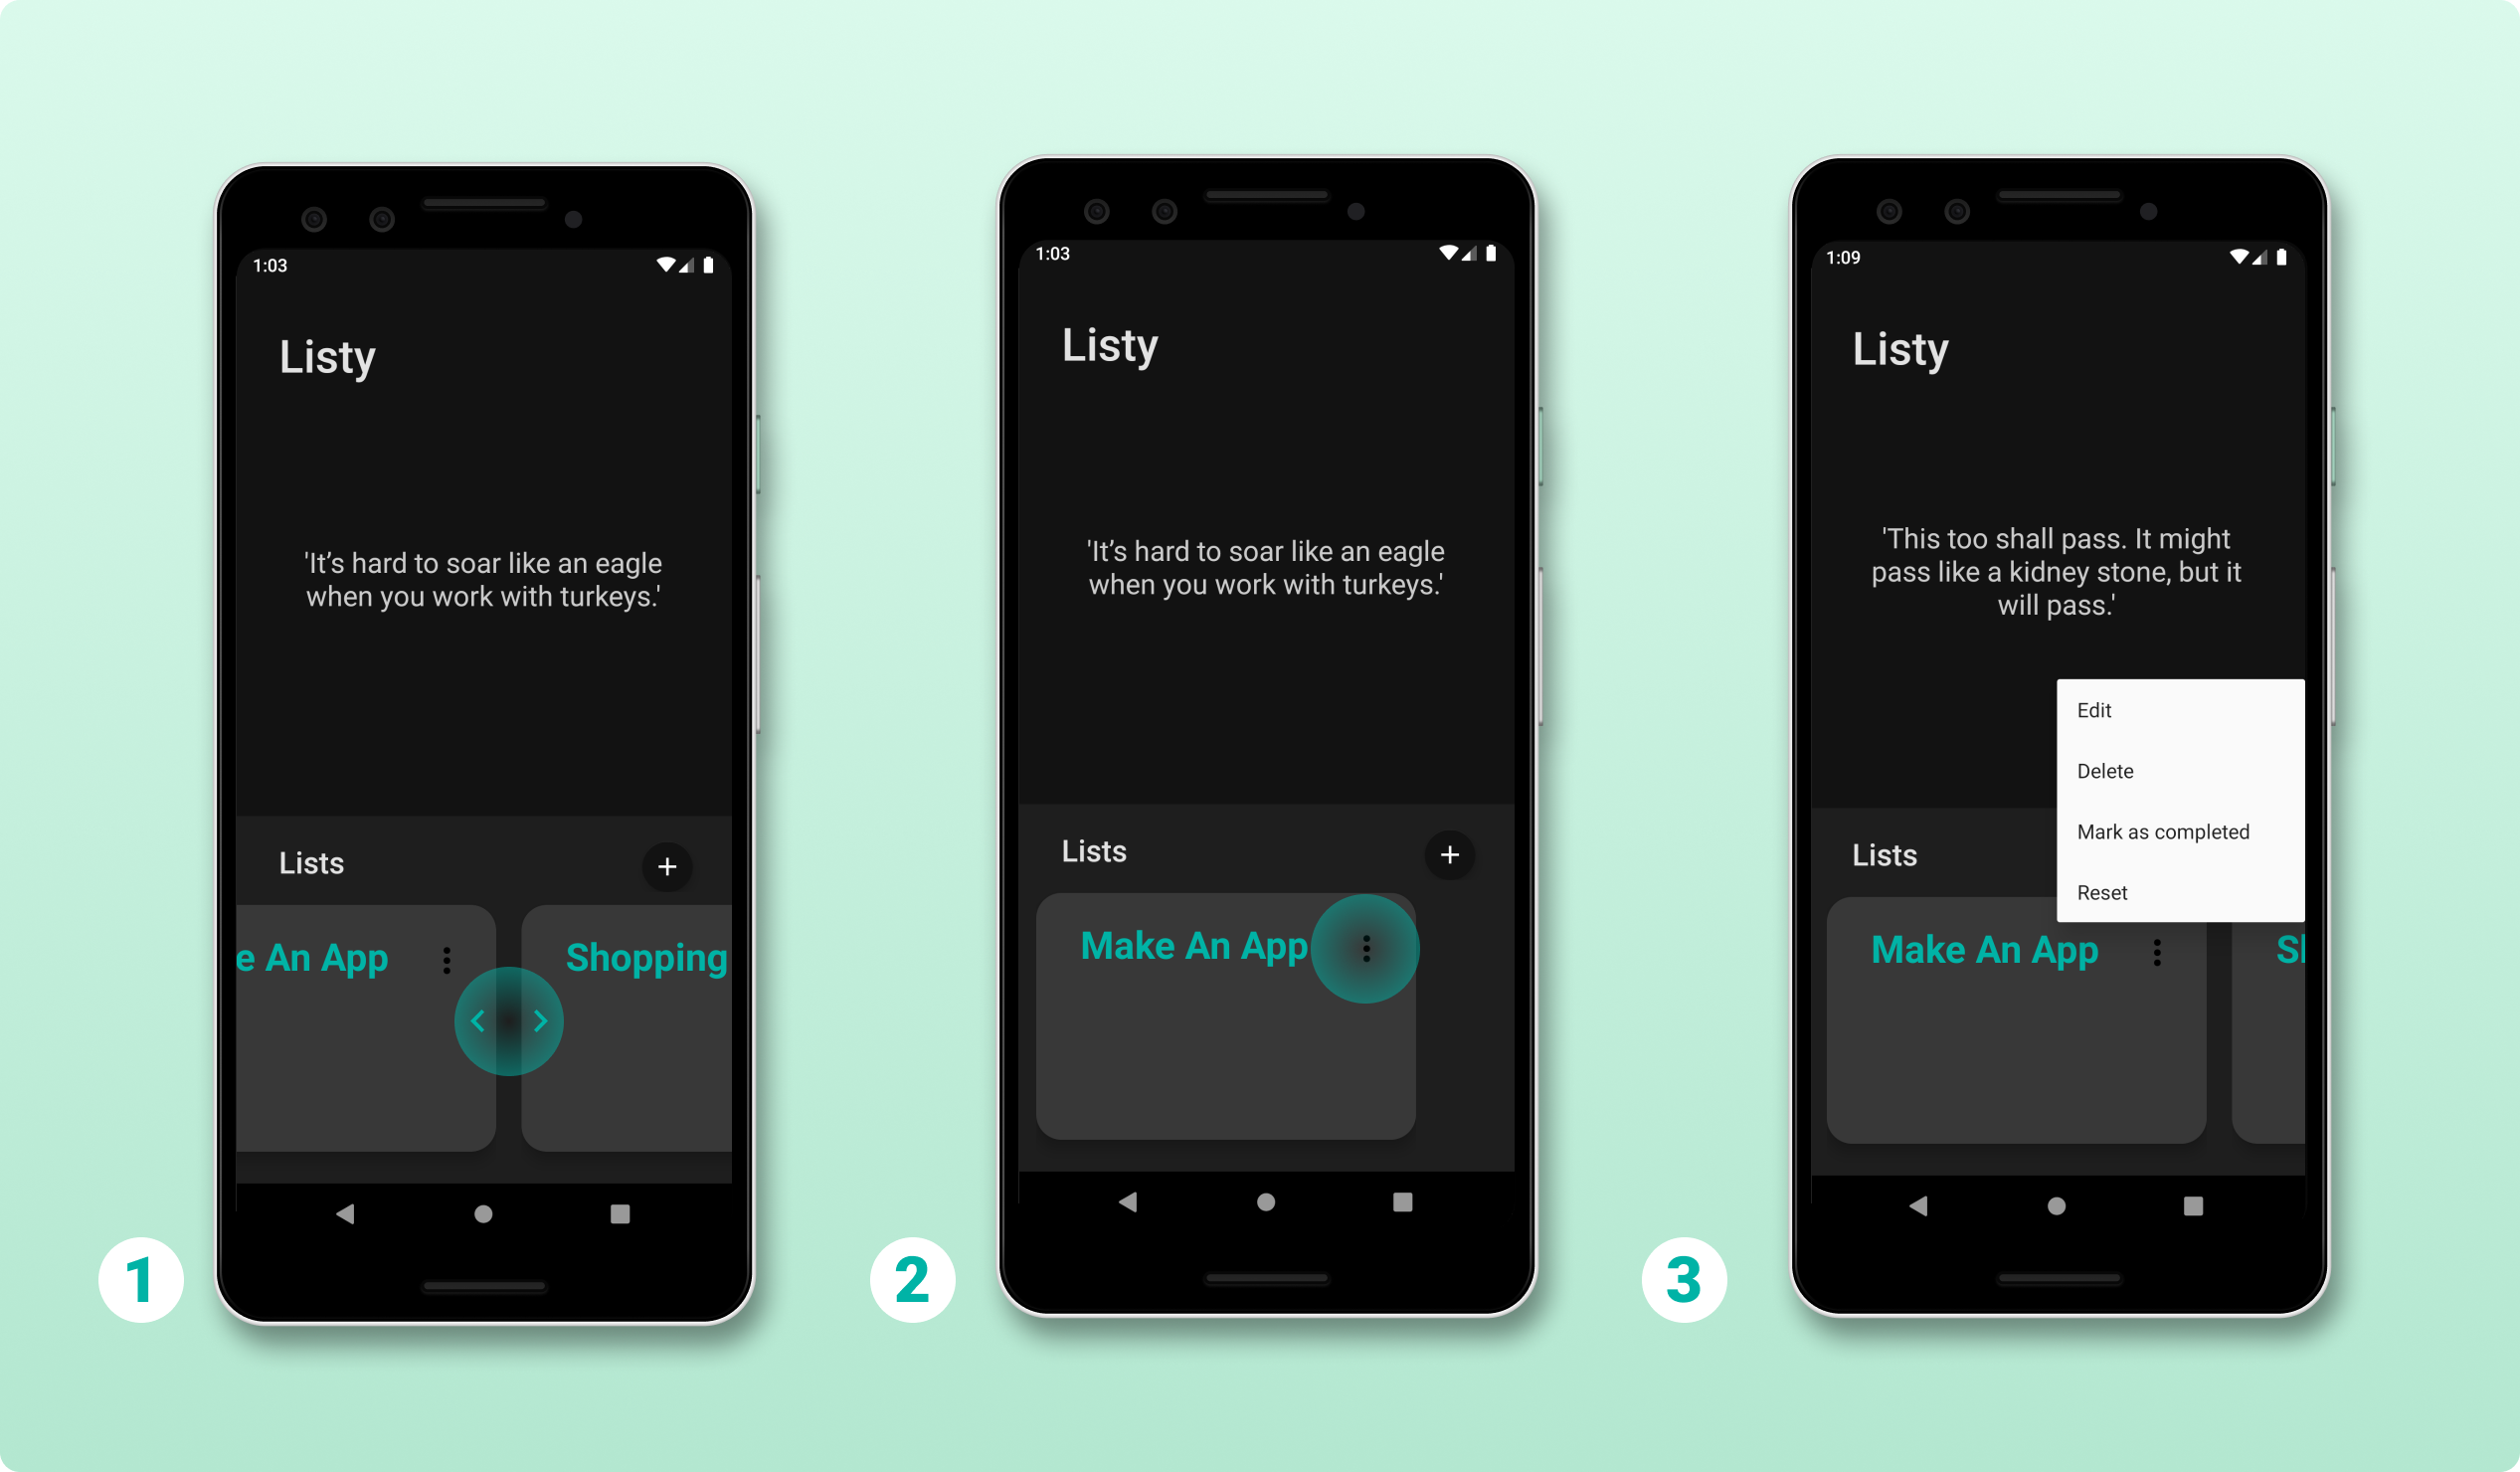 1:03
Listy
'It’s hard to soar like an eagle
when you work with turkeys.'
Lists
+
e An App
Shopping
1
1:03
Listy
'It’s hard to soar like an eagle
when you work with turkeys.'
Lists
+
Make An App
2
1:09
Listy
'This too shall pass. It might
pass like a kidney stone, but it
will pass.'
Edit
Delete
Mark as completed
Reset
Lists
Make An App
3